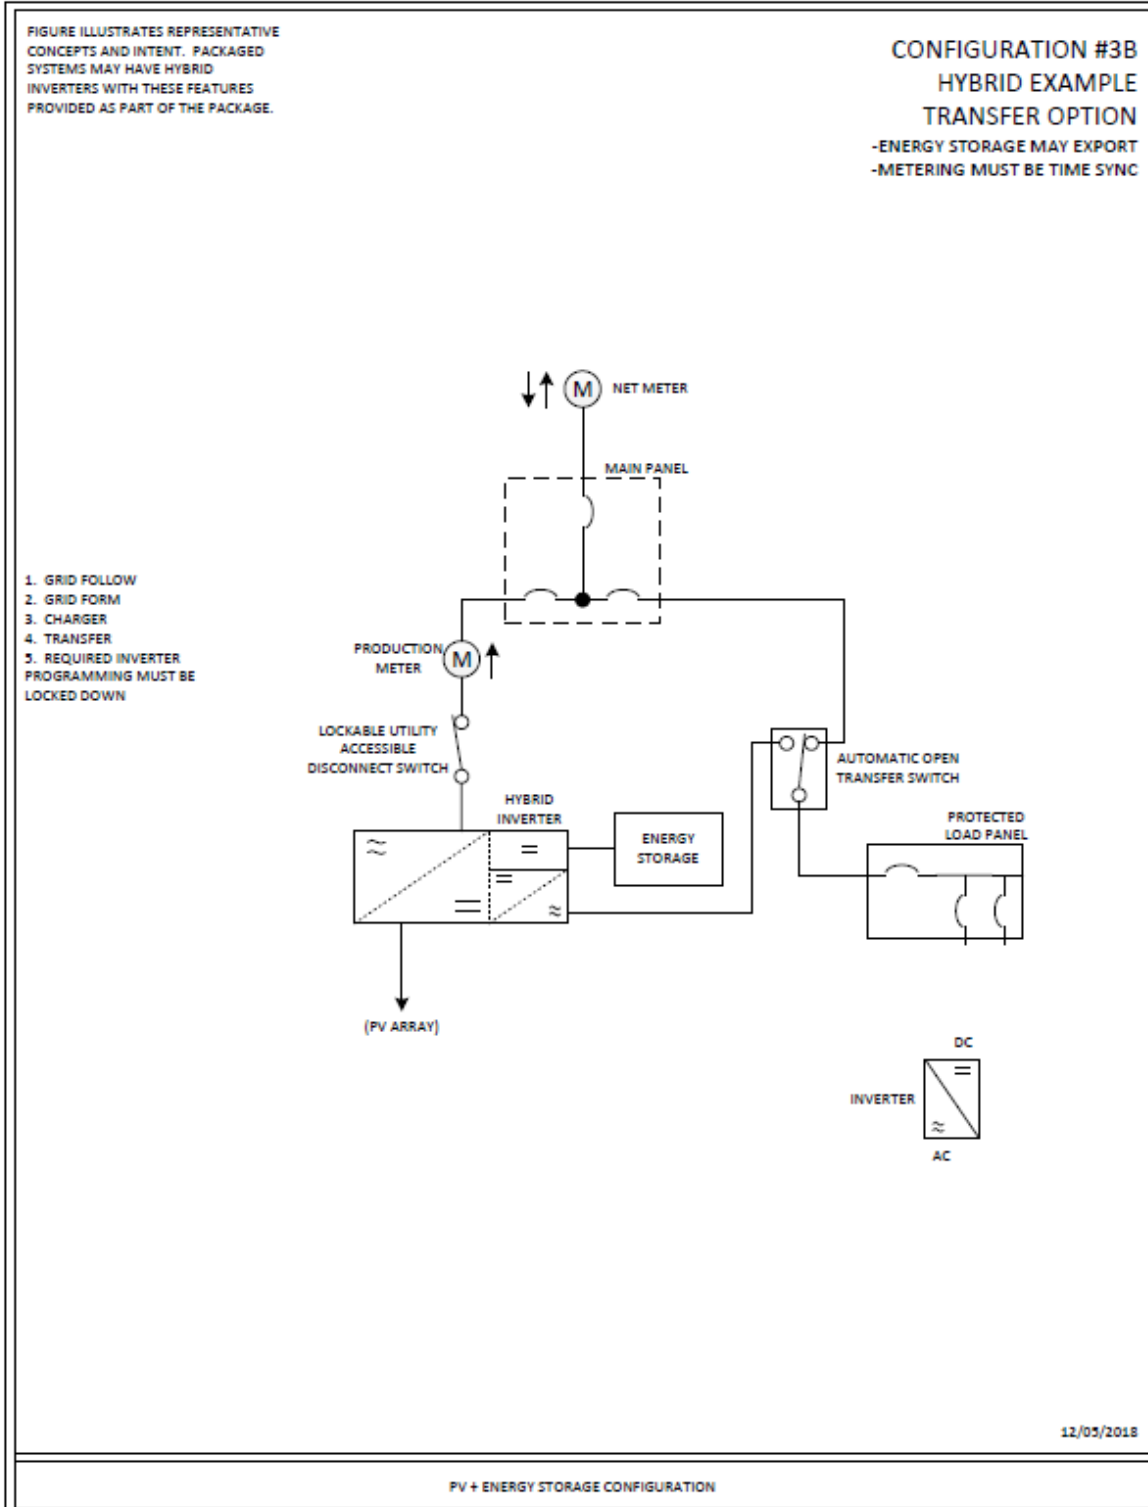 FIGURE ILLUSTRATES REPRESENTATIVE
CONCEPTS AND INTENT. PACKAGED
SYSTEMS MAY HAVE HYBRID
INVERTERS WITH THESE FEATURES
PROVIDED AS PART OF THE PACKAGE.
CONFIGURATION #3B
HYBRID EXAMPLE
TRANSFER OPTION
-ENERGY STORAGE MAY EXPORT
-METERING MUST BE TIME SYNC
M
NET METER
MAIN PANEL
1. GRID FOLLOW
2. GRID FORM
3. CHARGER
4. TRANSFER
5. REQUIRED INVERTER
PROGRAMMING MUST BE
LOCKED DOWN
PRODUCTION
METER
M
LOCKABLE UTILITY
ACCESSIBLE
DISCONNECT SWITCH
AUTOMATIC OPEN
TRANSFER SWITCH
HYBRID
INVERTER
ENERGY
STORAGE
PROTECTED
LOAD PANEL
(PV ARRAY)
DC
INVERTER
AC
12/05/2018
PV + ENERGY STORAGE CONFIGURATION